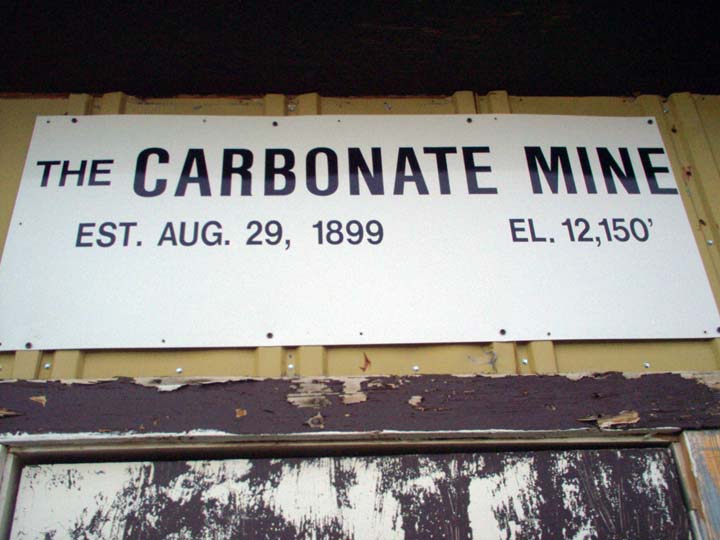 THE CARBONATE MINE
EST. AUG. 29, 1899 EL. 12,150'